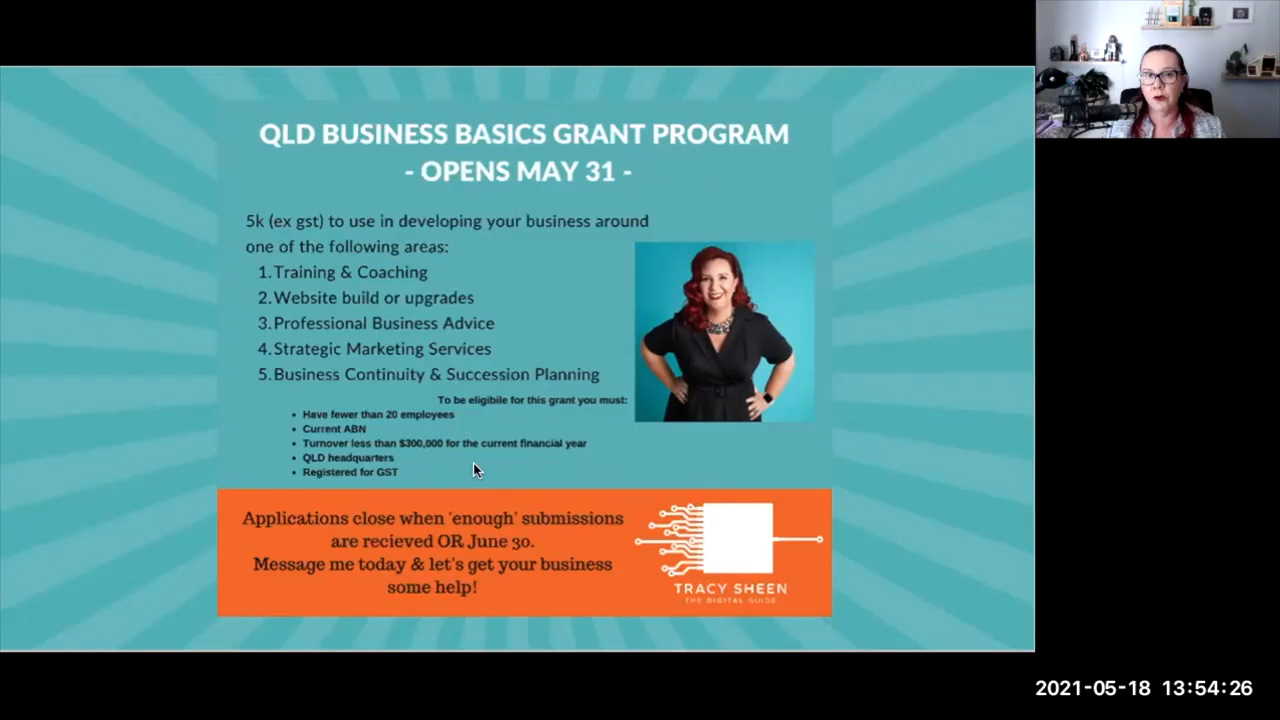 QLD BUSINESS BASICS GRANT PROGRAM
- OPENS MAY 31 -
5k (ex gst) to use in developing your business around
one of the following areas:
1. Training & Coaching
2. Website build or upgrades
3. Professional Business Advice
4. Strategic Marketing Services
5. Business Continuity & Succession Planning
To be eligibile for this grant you must:
• Have fewer than 20 employees
• Current ABN
• Turnover less than $300,000 for the current financial year
• QLD headquarters
• Registered for GST
Applications close when 'enough' submissions
are recieved OR June 30.
Message me today & let's get your business
some help!
TRACY SHEEN
THE DIGITAL GUIDE
2021-05-18 13:54:26